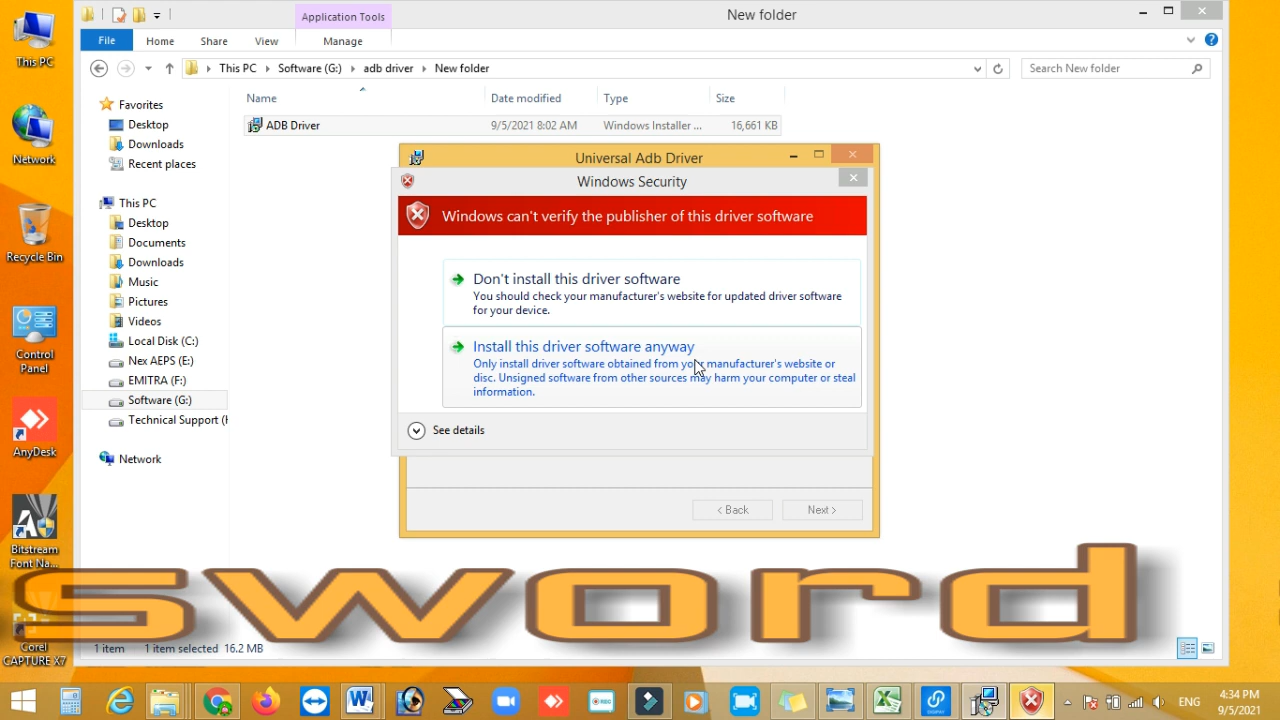 Application Tools
New folder
File
Home
Share
View
Manage
This PC
Software (G:)
adb driver
New folder
Search New folder
This PC
Network
Recycle Bin
Control
Panel
AnyDesk
Bitstream
Font Na...
Corel
CAPTURE X7
Favorites
Desktop
Downloads
Recent places
This PC
Desktop
Documents
Downloads
Music
Pictures
Videos
Local Disk (C:)
Nex AEPS (E:)
EMITRA (F:)
Software (G:)
Technical Support (H
Network
Name Date modified Type Size
ADB Driver 9/5/2021 8:02 AM Windows Installer ... 16,661 KB
Universal Adb Driver
Windows Security
Windows can't verify the publisher of this driver software
Don't install this driver software
You should check your manufacturer's website for updated driver software
for your device.
Install this driver software anyway
Only install driver software obtained from your manufacturer's website or
disc. Unsigned software from other sources may harm your computer or steal
information.
See details
< Back
Next >
sword
1 item 1 item selected 16.2 MB
ENG
4:34 PM
9/5/2021